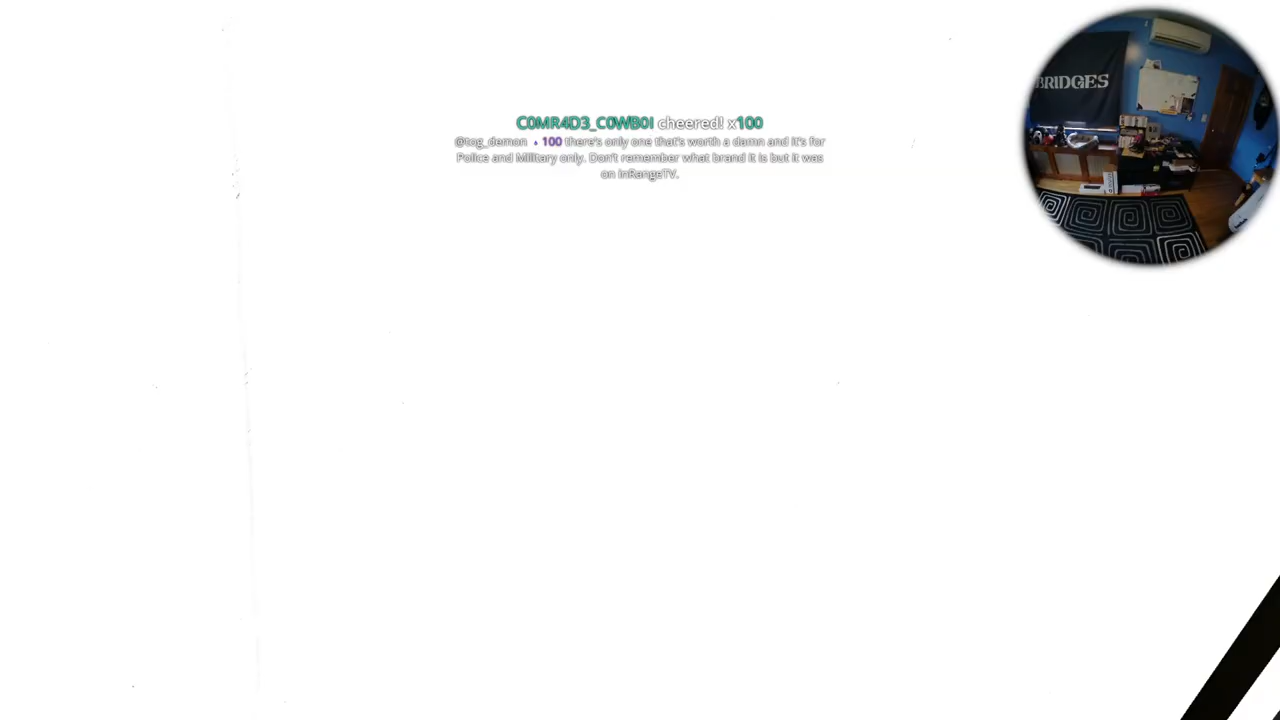 BRIDGES
C0MR4D3_C0WB0I cheered! x100
@tog_demon 100 there's only one that's worth a damn and it's for
Police and Military only. Don't remember what brand it is but it was
on InRangeTV.